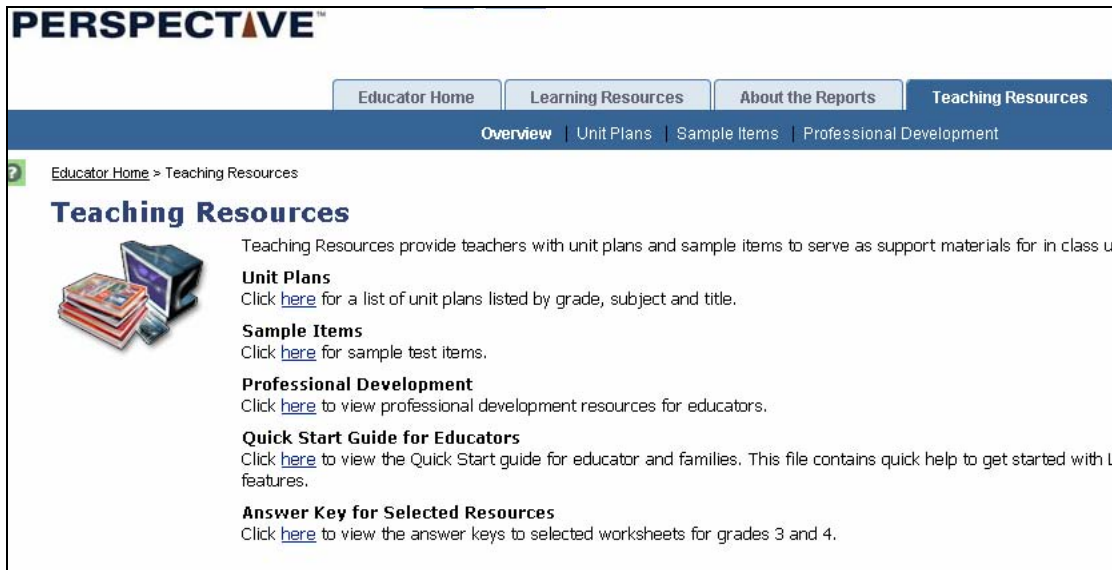 PERSPECTIVE™
Educator Home Learning Resources About the Reports Teaching Resources
Overview | Unit Plans | Sample Items | Professional Development
?
Educator Home > Teaching Resources
Teaching Resources
Teaching Resources provide teachers with unit plans and sample items to serve as support materials for in class u
Unit Plans
Click here for a list of unit plans listed by grade, subject and title.
Sample Items
Click here for sample test items.
Professional Development
Click here to view professional development resources for educators.
Quick Start Guide for Educators
Click here to view the Quick Start guide for educator and families. This file contains quick help to get started with L
features.
Answer Key for Selected Resources
Click here to view the answer keys to selected worksheets for grades 3 and 4.